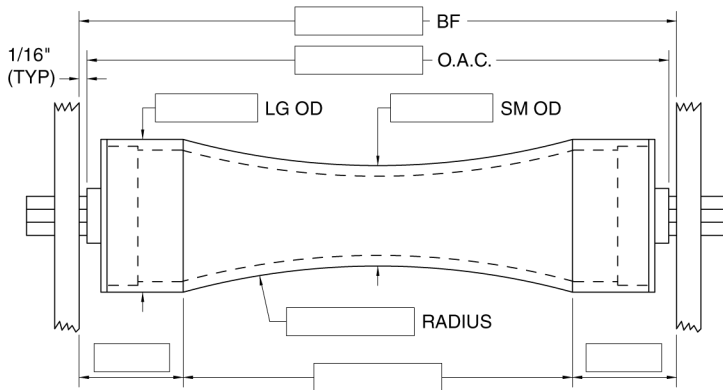 BF
1/16"
(TYP)
O.A.C.
LG OD
SM OD
RADIUS